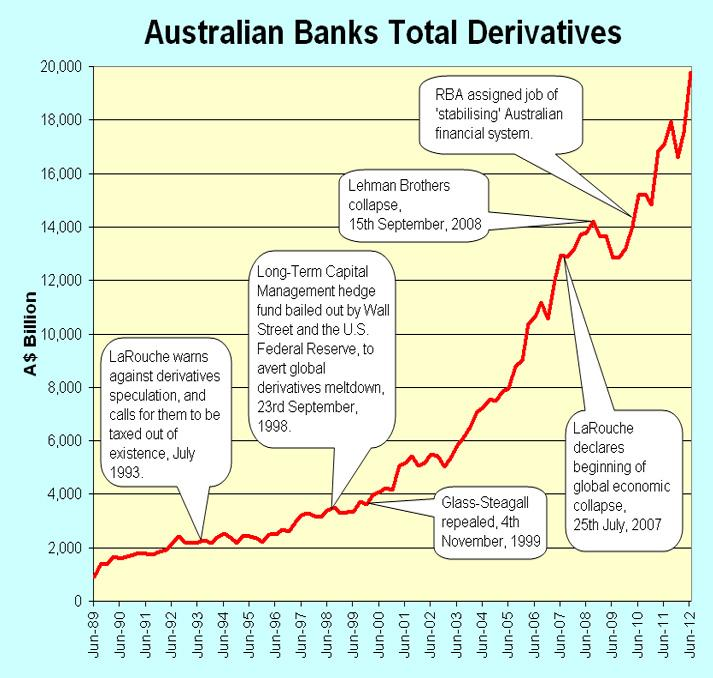 Australian Banks Total Derivatives
A$ Billion
20,000
18,000
16,000
14,000
12,000
10,000
8,000
6,000
4,000
2,000
0
RBA assigned job of
'stabilising' Australian
financial system.
Lehman Brothers
collapse,
15th September, 2008
Long-Term Capital
Management hedge
fund bailed out by Wall
Street and the U.S.
Federal Reserve, to
avert global
derivatives meltdown,
23rd September,
1998.
LaRouche warns
against derivatives
speculation, and
calls for them to be
taxed out of
existence, July
1993.
LaRouche
declares
beginning of
global economic
collapse,
25th July, 2007
Glass-Steagall
repealed, 4th
November, 1999
Jun-89
Jun-90
Jun-91
Jun-92
Jun-93
Jun-94
Jun-95
Jun-96
Jun-97
Jun-98
Jun-99
Jun-00
Jun-01
Jun-02
Jun-03
Jun-04
Jun-05
Jun-06
Jun-07
Jun-08
Jun-09
Jun-10
Jun-11
Jun-12